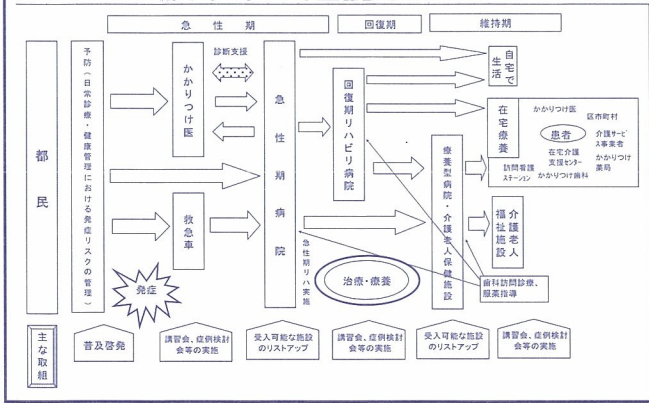 急性期
回復期
維持期
都民
予防(日常診療・健康管理における発症リスクの管理)
かかりつけ医
診断支援
救急車
発症
急性期病院
急性期リハ実施
回復期リハビリ病院
治療・療養
療養型病院・介護老人保健施設
自宅で
生活
在宅療養
かかりつけ医
区市町村
患者
介護サービ
ス事業者
在宅介護
支援センター
かかりつけ
薬局
訪問看護
ステーション
かかりつけ歯科
介護老人
福祉施設
歯科訪問診療、
服薬指導
主な取組
普及啓発
講習会、症例検討
会等の実施
受入可能な施設
のリストアップ
講習会、症例検討
会等の実施
受入可能な施設
のリストアップ
講習会、症例検討
会等の実施